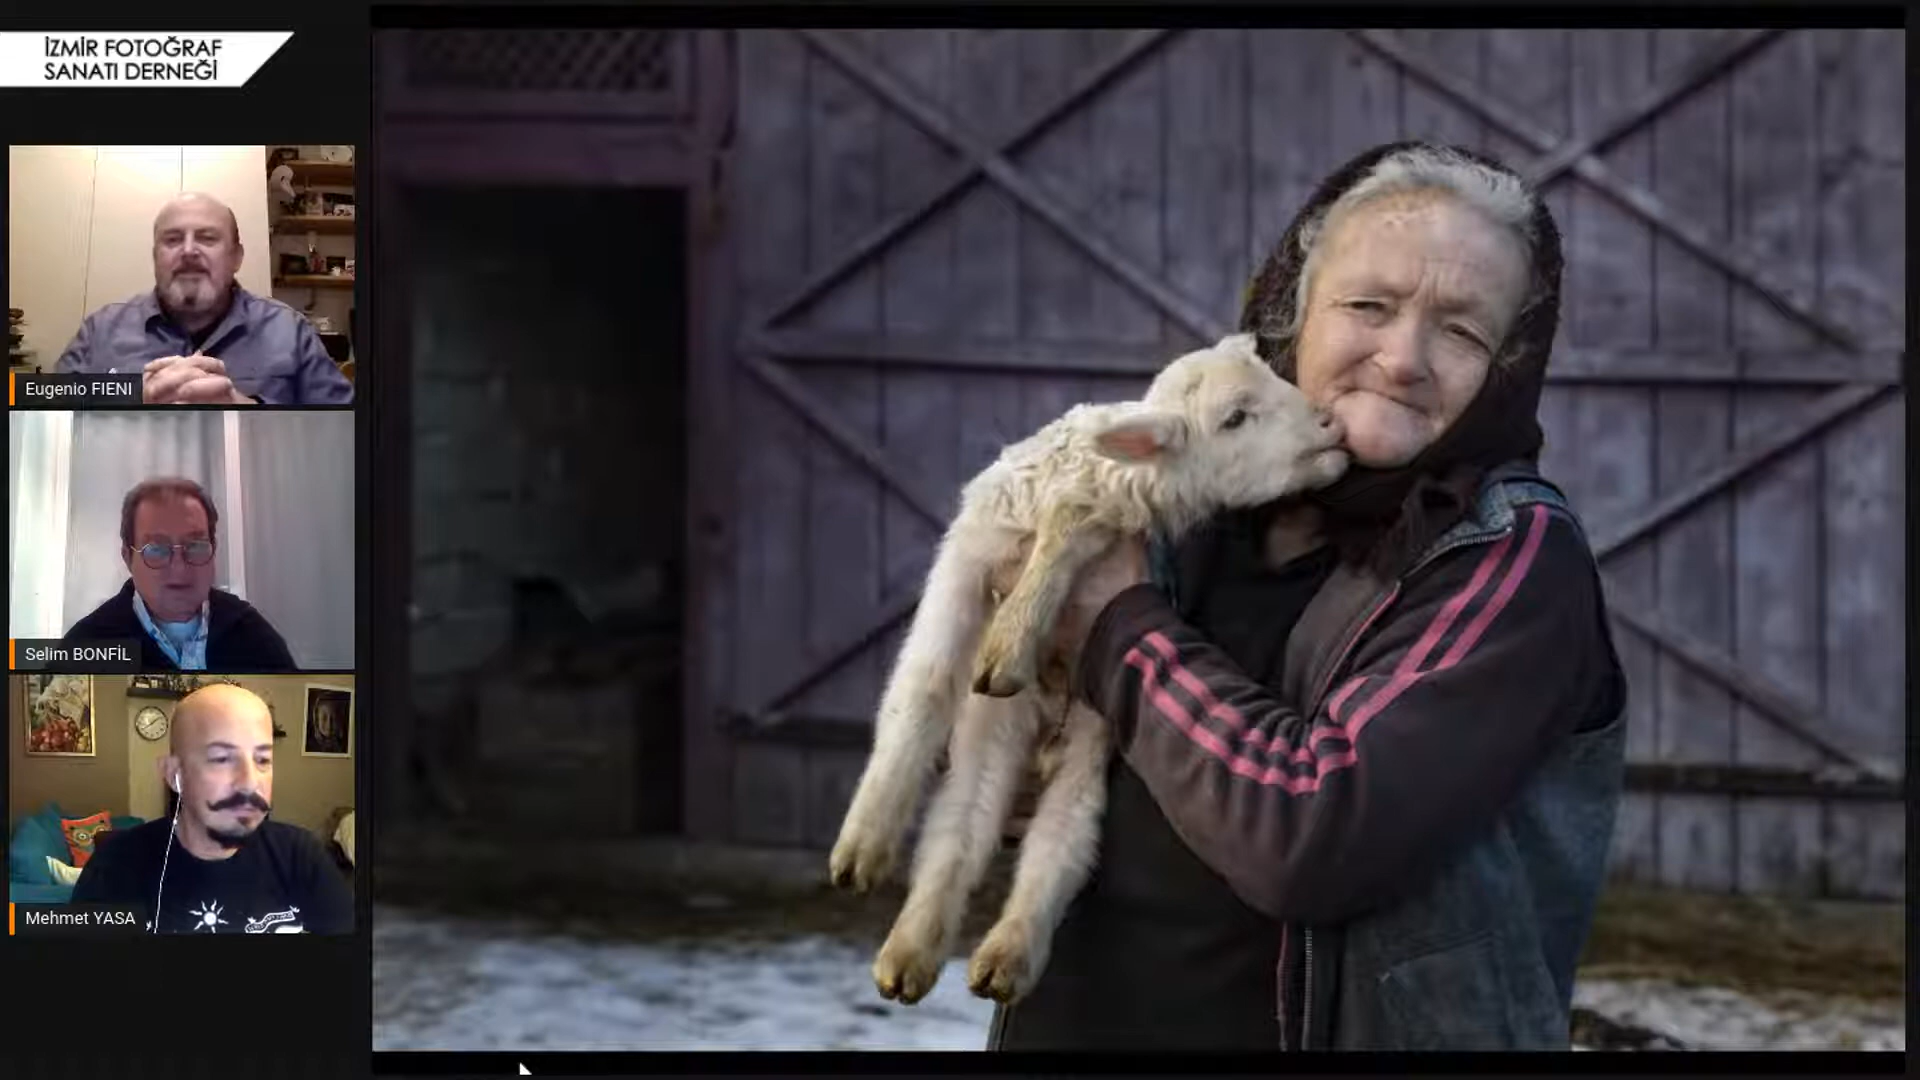 İZMİR FOTOĞRAF
SANATI DERNEĞİ
Eugenio FIENI
Selim BONFİL
Mehmet YASA